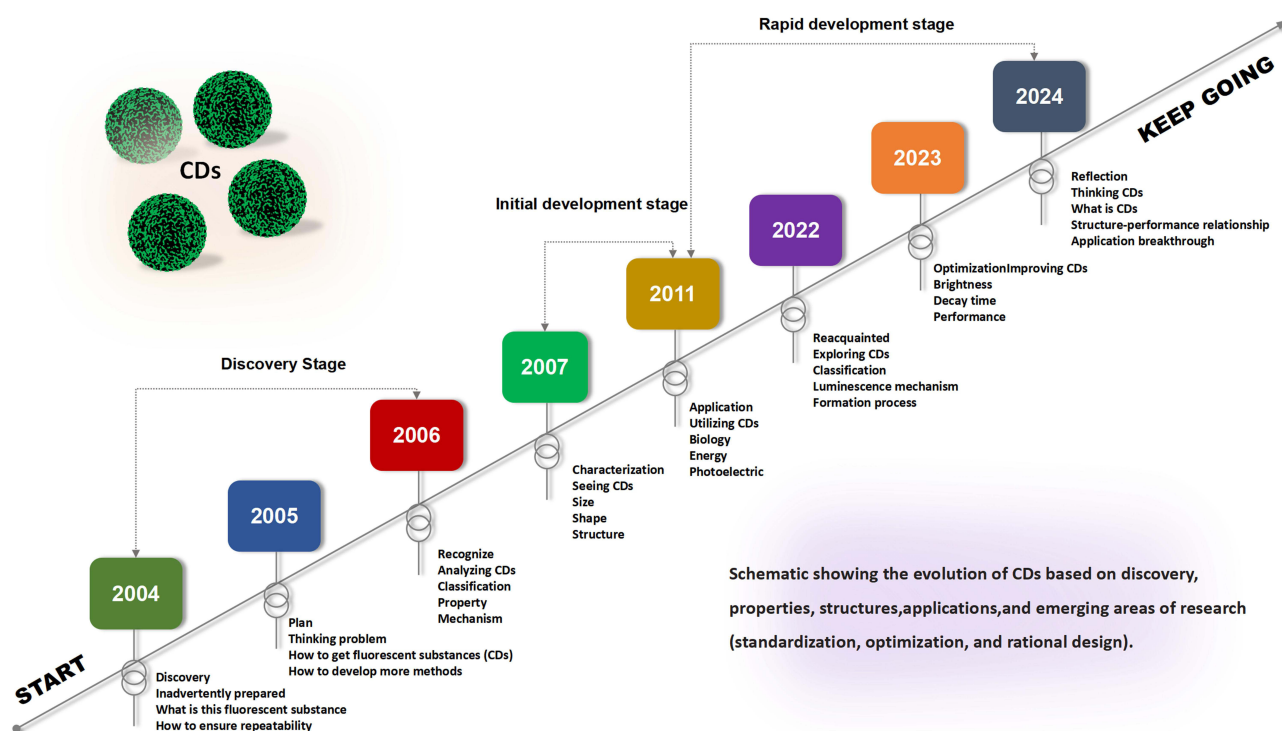 Rapid development stage
KEEP GOING
2024
Reflection
Thinking CDs
What is CDs
Structure-performance relationship
Application breakthrough
2023
OptimizationImproving CDs
Brightness
Decay time
Performance
CDs
Initial development stage
2022
Reacquainted
Exploring CDs
Classification
Luminescence mechanism
Formation process
2011
Application
Utilizing CDs
Biology
Energy
Photoelectric
2007
Characterization
Seeing CDs
Size
Shape
Structure
Discovery Stage
2006
Recognize
Analyzing CDs
Classification
Property
Mechanism
2005
Plan
Thinking problem
How to get fluorescent substances (CDs)
How to develop more methods
2004
Discovery
Inadvertently prepared
What is this fluorescent substance
How to ensure repeatability
START
Schematic showing the evolution of CDs based on discovery,
properties, structures,applications,and emerging areas of research
(standardization, optimization, and rational design).